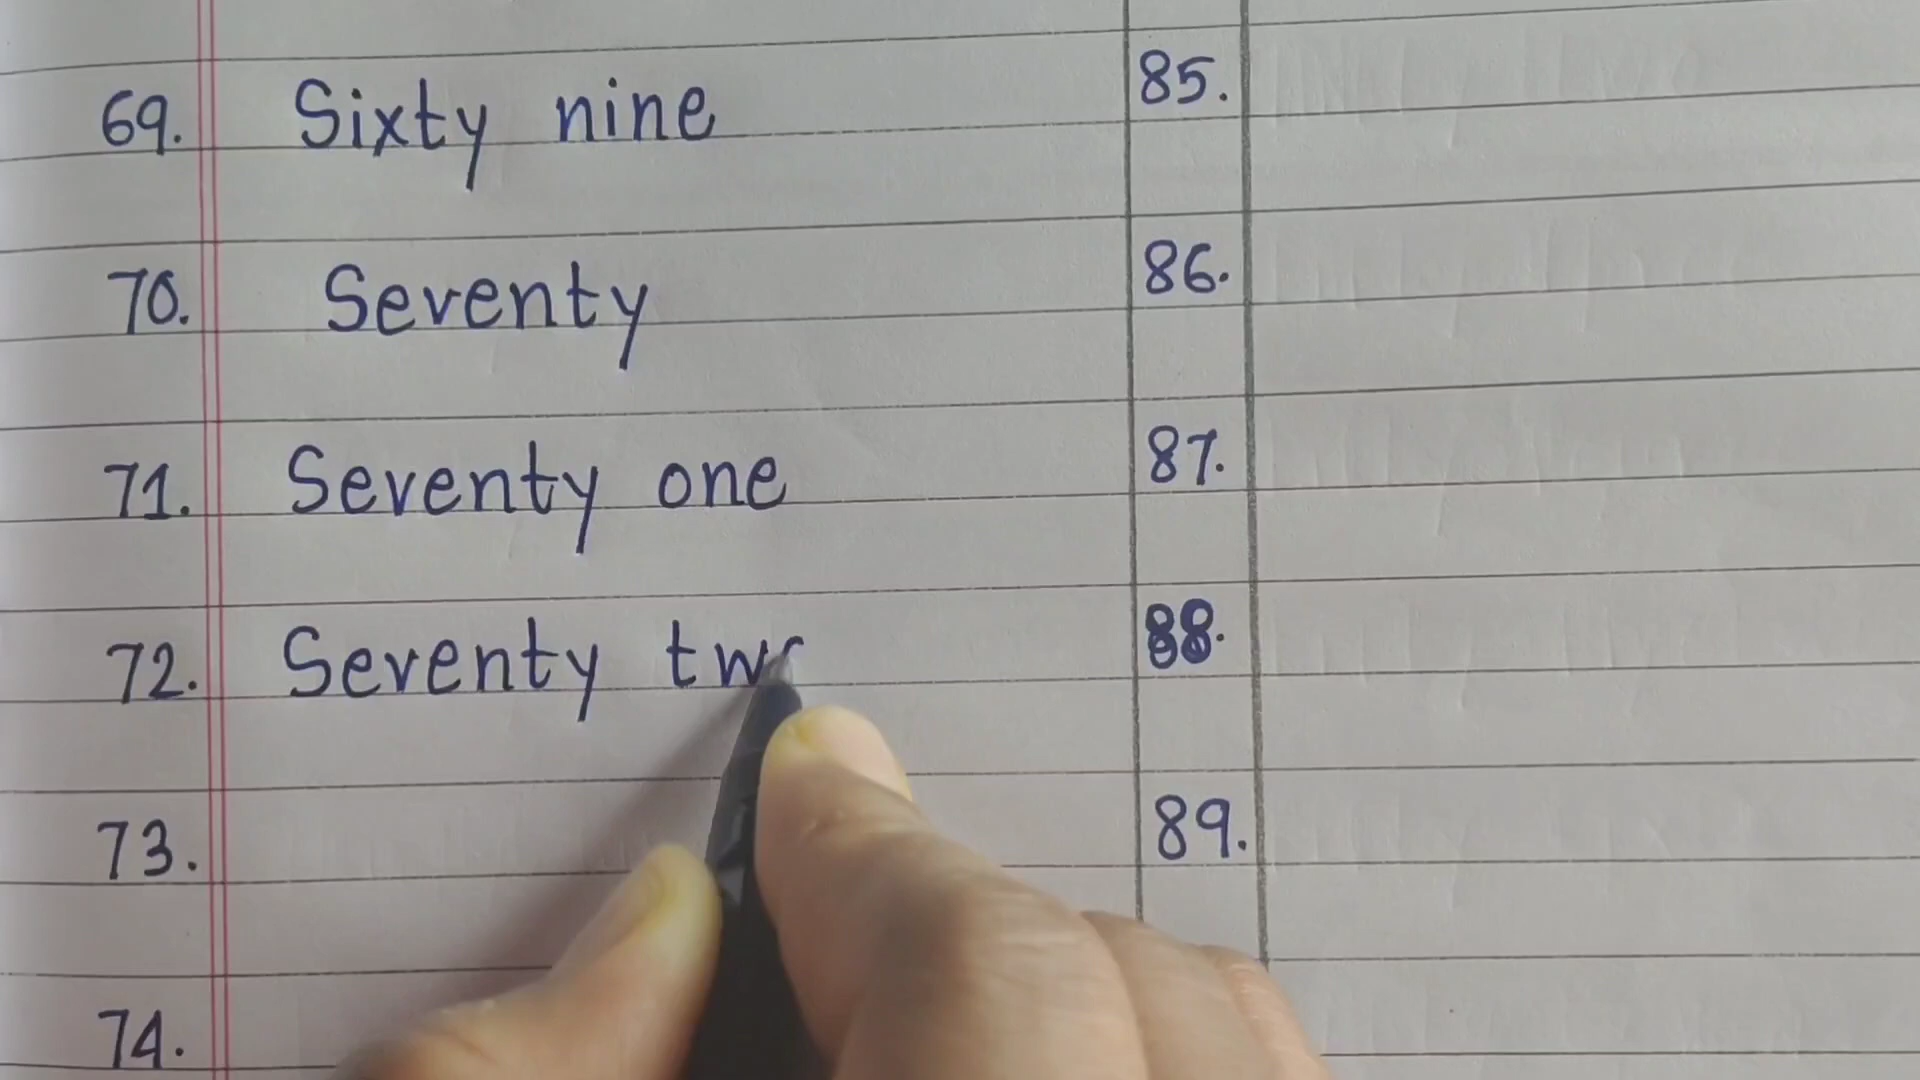 69. Sixty nine
70. Seventy
71. Seventy one
72. Seventy tw
73.
74.
85.
86.
87.
88.
89.